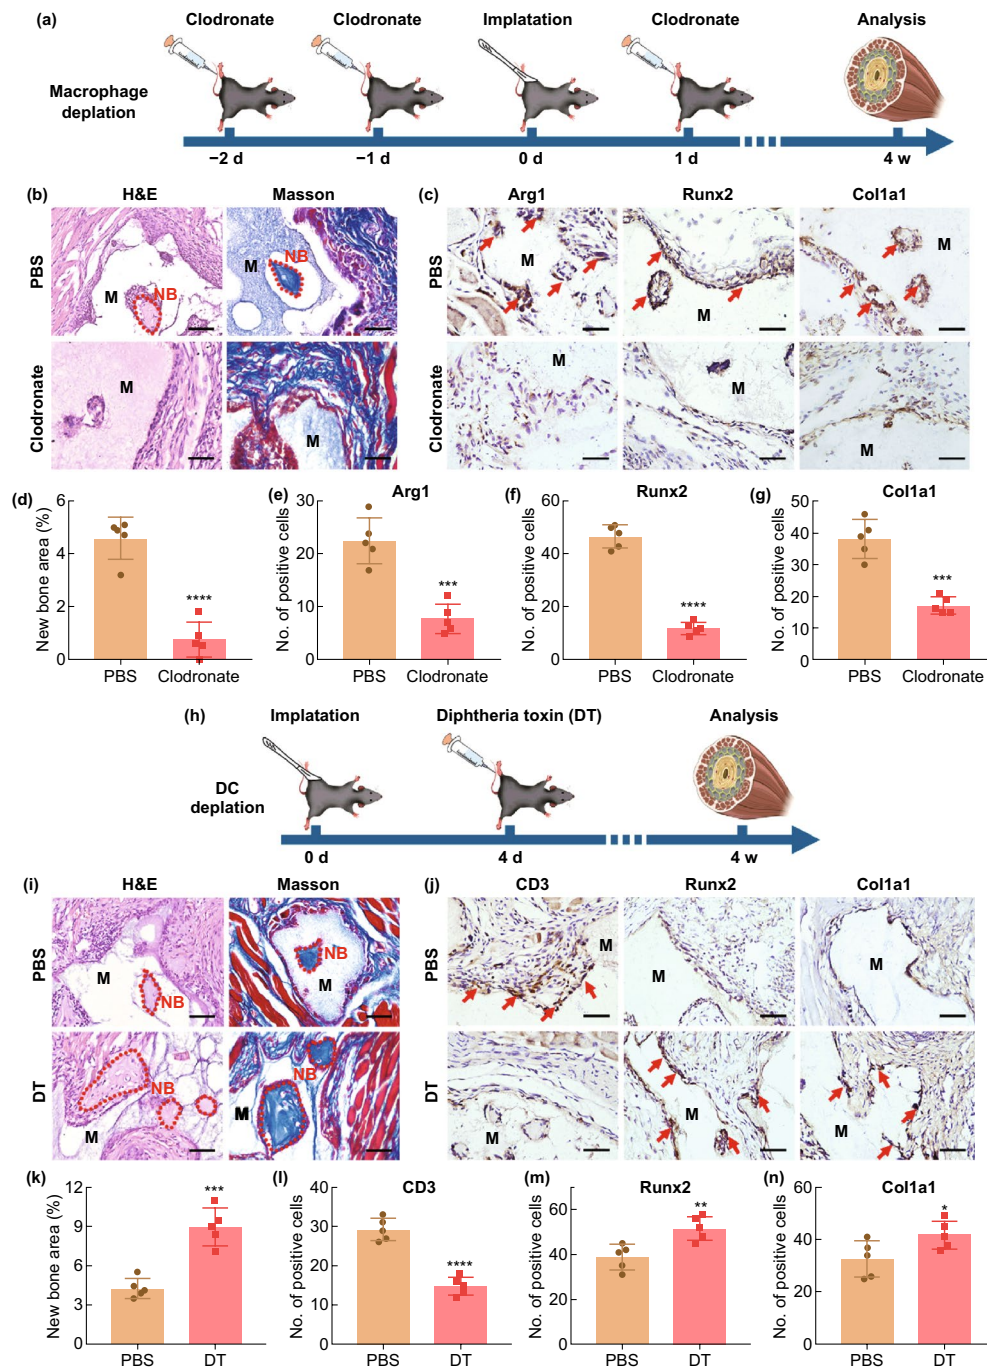 (a)
Clodronate Clodronate Implatation Clodronate Analysis
Macrophage
deplation
−2 d −1 d 0 d 1 d 4 w
(b) H&E Masson (c) Arg1 Runx2 Col1a1
PBS
M NB M NB M M M
Clodronate
M M M M M
(d)
New bone area (%)
6
4
2
0
****
PBS Clodronate
(e) Arg1
No. of positive cells
30
20
10
0
***
PBS Clodronate
(f) Runx2
No. of positive cells
60
40
20
0
****
PBS Clodronate
(g) Col1a1
No. of positive cells
50
40
30
20
10
0
***
PBS Clodronate
(h) Implatation Diphtheria toxin (DT) Analysis
DC
deplation
0 d 4 d 4 w
(i) H&E Masson (j) CD3 Runx2 Col1a1
PBS
M NB NB M M M M
DT
NB M NB M M M M
(k)
New bone area (%)
12
9
6
3
0
***
PBS DT
(l) CD3
No. of positive cells
40
30
20
10
0
****
PBS DT
(m) Runx2
No. of positive cells
80
60
40
20
0
**
PBS DT
(n) Col1a1
No. of positive cells
60
40
20
0
*
PBS DT